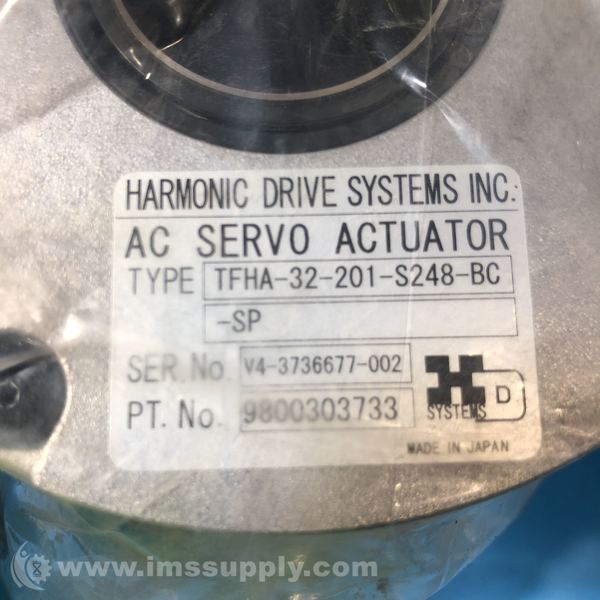 HARMONIC DRIVE SYSTEMS INC.
AC SERVO ACTUATOR
TYPE TFHA-32-201-S248-BC
-SP
SER.No. V4-3736677-002
PT. No. 9800303733
H D
SYSTEMS
MADE IN JAPAN
www.imssupply.com